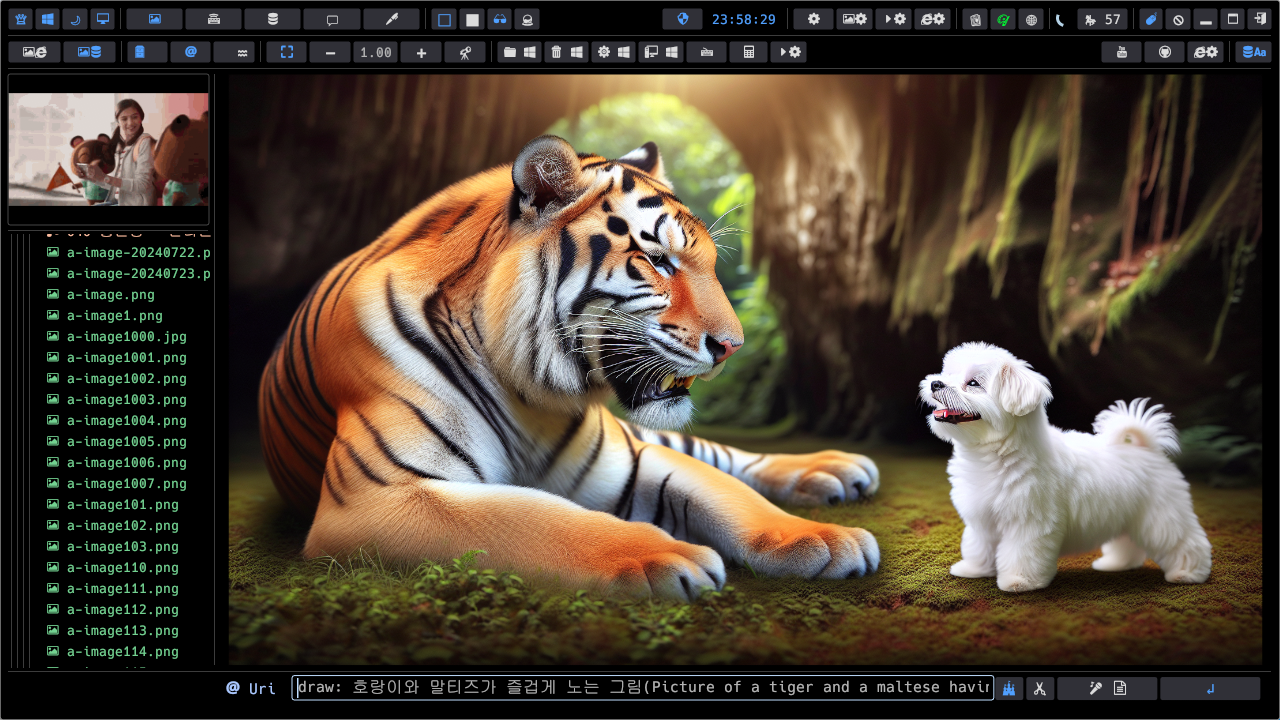 23:58:29
57
1.00
Aa
a-image-20240722.p
a-image-20240723.p
a-image.png
a-image1.png
a-image1000.jpg
a-image1001.png
a-image1002.png
a-image1003.png
a-image1004.png
a-image1005.png
a-image1006.png
a-image1007.png
a-image101.png
a-image102.png
a-image103.png
a-image110.png
a-image111.png
a-image112.png
a-image113.png
a-image114.png
@ Uri
draw: 호랑이와 말티즈가 즐겁게 노는 그림(Picture of a tiger and a maltese havin